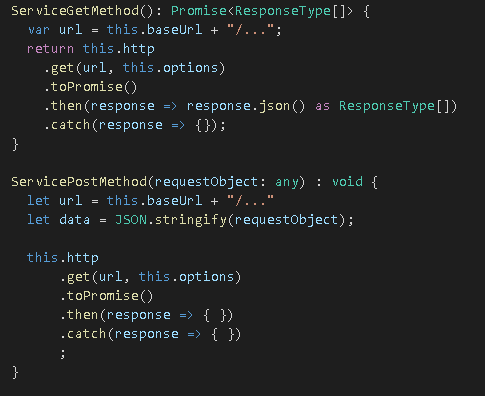 ServiceGetMethod(): Promise<ResponseType[]> {
  var url = this.baseUrl + "/...";
  return this.http
    .get(url, this.options)
    .toPromise()
    .then(response => response.json() as ResponseType[])
    .catch(response => {});
}
ServicePostMethod(requestObject: any) : void {
  let url = this.baseUrl + "/..."
  let data = JSON.stringify(requestObject);
  this.http
      .get(url, this.options)
      .toPromise()
      .then(response => { })
      .catch(response => { })
      ;
}